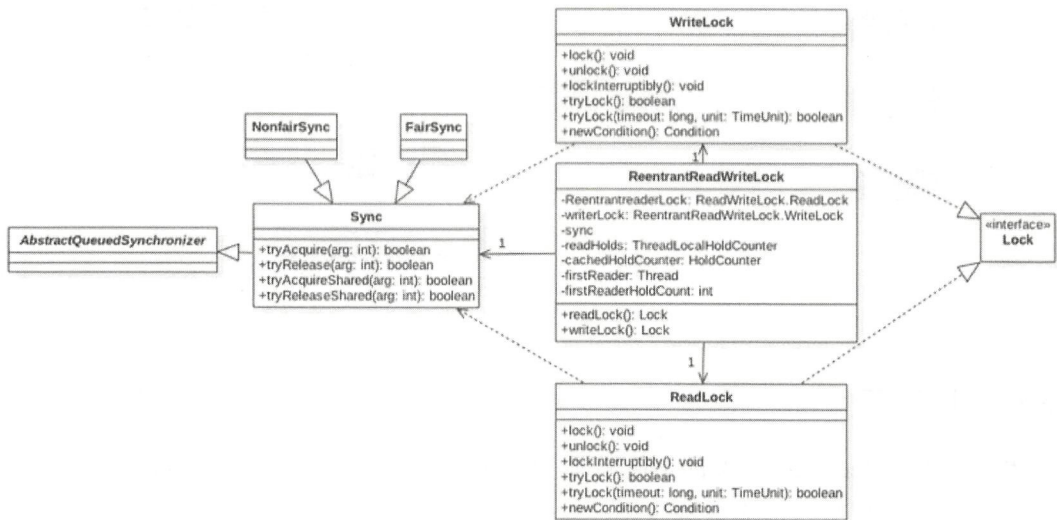 WriteLock
+lock(): void
+unlock(): void
+lockInterruptibly(): void
+tryLock(): boolean
+tryLock(timeout: long, unit: TimeUnit): boolean
+newCondition(): Condition
NonfairSync
FairSync
1
ReentrantReadWriteLock
-ReentrantreaderLock: ReadWriteLock.ReadLock
-writerLock: ReentrantReadWriteLock.WriteLock
-sync
-readHolds: ThreadLocalHoldCounter
-cachedHoldCounter: HoldCounter
-firstReader: Thread
-firstReaderHoldCount: int
+readLock(): Lock
+writeLock(): Lock
Sync
+tryAcquire(arg: int): boolean
+tryRelease(arg: int): boolean
+tryAcquireShared(arg: int): boolean
+tryReleaseShared(arg: int): boolean
1
AbstractQueuedSynchronizer
«interface»
Lock
1
ReadLock
+lock(): void
+unlock(): void
+lockInterruptibly(): void
+tryLock(): boolean
+tryLock(timeout: long, unit: TimeUnit): boolean
+newCondition(): Condition